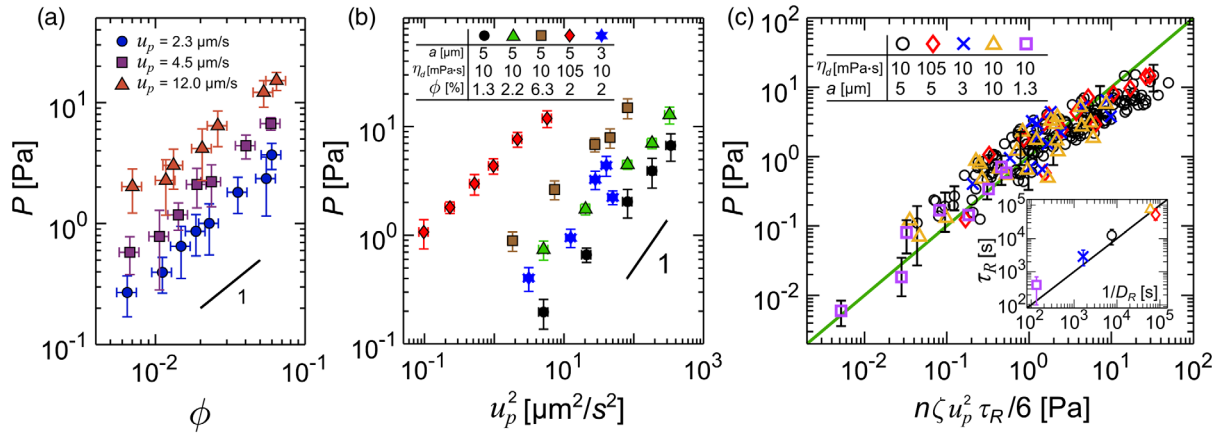 (a)
u_p = 2.3 μm/s
u_p = 4.5 μm/s
u_p = 12.0 μm/s
10^1
10^0
10^-1
P [Pa]
1
10^-2
10^-1
ϕ
(b)
a [μm] 5 5 5 5 3
η_d [mPa·s] 10 10 10 105 10
ϕ [%] 1.3 2.2 6.3 2 2
10^2
10^1
10^0
10^-1
P [Pa]
1
10^-1
10^1
10^3
u_p^2 [μm^2/s^2]
(c)
η_d [mPa·s] 10 105 10 10 10
a [μm] 5 5 3 10 1.3
10^2
10^1
10^0
10^-1
10^-2
P [Pa]
10^5
10^4
10^3
10^2
τ_R [s]
1/D_R [s]
10^2
10^3
10^4
10^5
10^-2
10^-1
10^0
10^1
10^2
nζu_p^2 τ_R/6 [Pa]